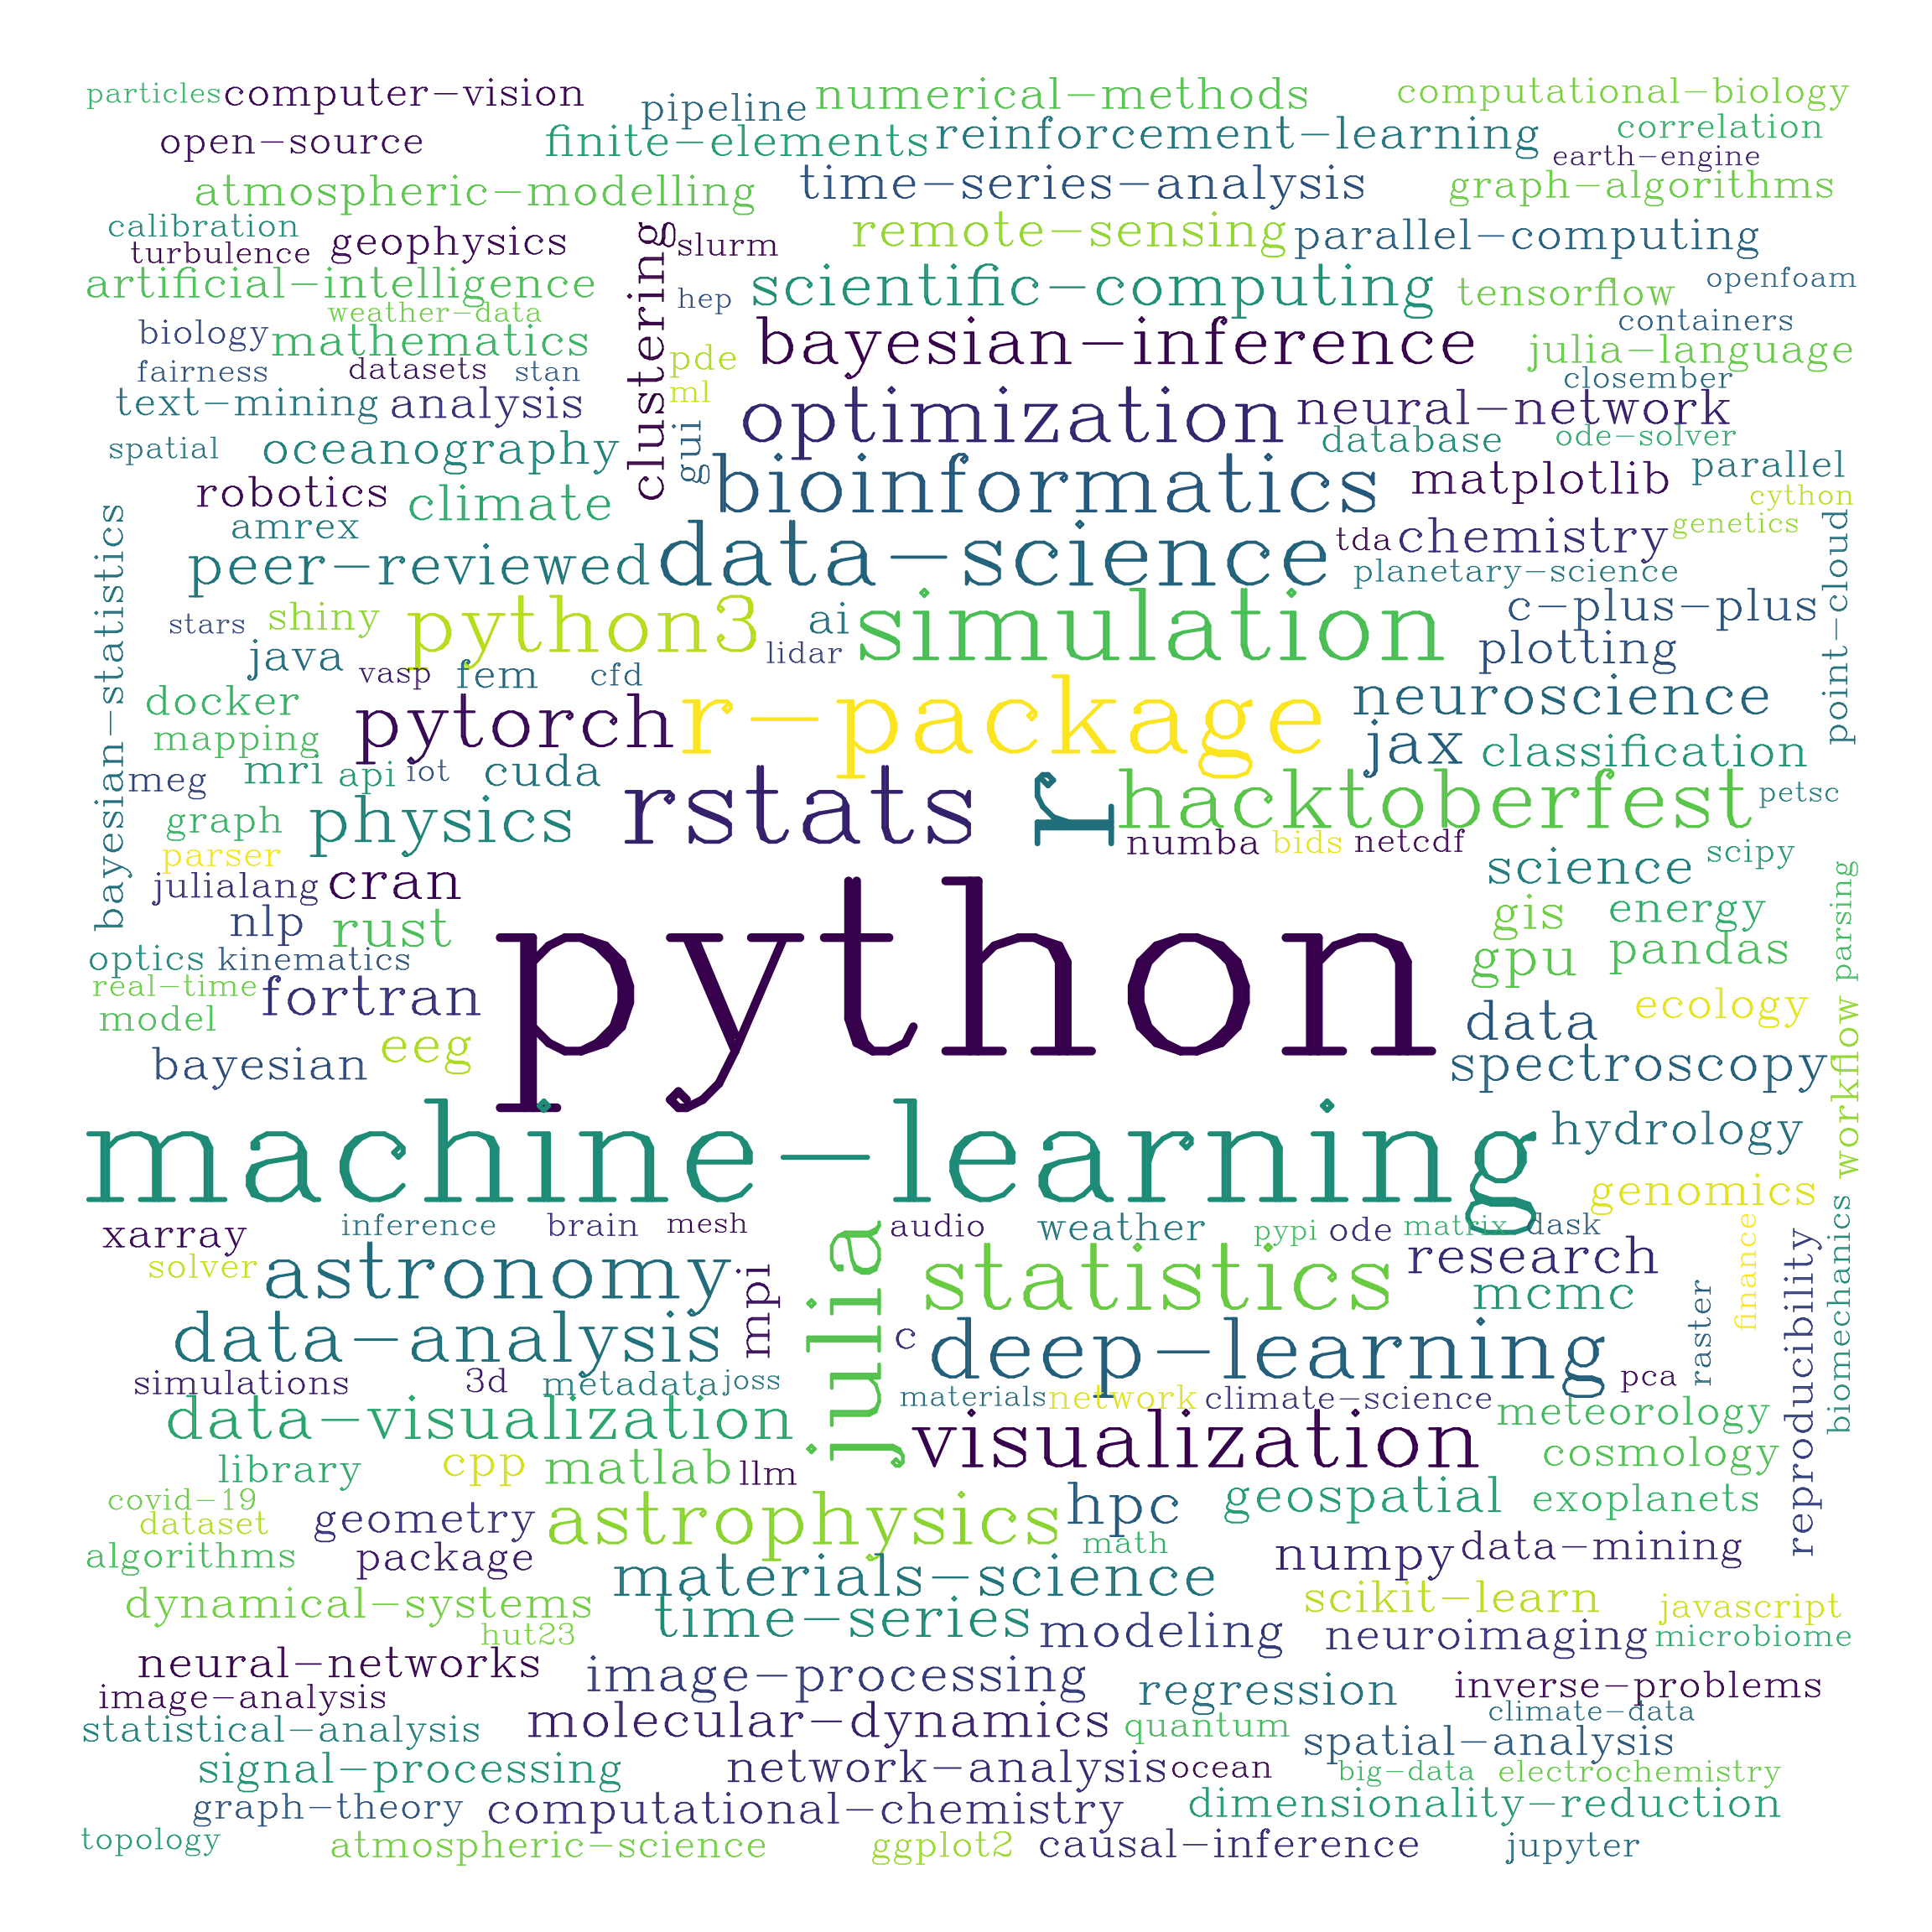 particles computer-vision pipeline numerical-methods computational-biology
open-source finite-elements reinforcement-learning correlation
earth-engine
atmospheric-modelling time-series-analysis graph-algorithms
calibration turbulence geophysics clustering slurm remote-sensing parallel-computing
artificial-intelligence hep scientific-computing tensorflow openfoam
weather-data containers
biology mathematics pde bayesian-inference julia-language
fairness datasets stan ml closember
text-mining analysis optimization neural-network
spatial oceanography gui database ode-solver
robotics climate bioinformatics matplotlib parallel
cython
amrex tda chemistry genetics
bayesian-statistics peer-reviewed data-science planetary-science point-cloud
stars shiny python3 ai simulation c-plus-plus
java vasp fem cfd lidar plotting
docker pytorch r-package neuroscience
mapping jax classification
meg mri api iot cuda
graph physics rstats r hacktoberfest petsc
parser numba bids netcdf science scipy
julialang cran
nlp rust python gis energy parsing
optics kinematics gpu pandas
real-time fortran
model data ecology
bayesian eeg spectroscopy workflow
machine-learning hydrology
genomics
xarray inference brain mesh audio weather pypi ode matrix dask
solver astronomy mpi julia statistics research finance reproducibility biomechanics
mcmc
data-analysis c deep-learning raster
simulations 3d metadata joss materials network climate-science pca
data-visualization visualization meteorology
library cpp matlab llm cosmology
covid-19 geospatial exoplanets
dataset geometry astrophysics hpc
algorithms package math numpy data-mining
materials-science
dynamical-systems time-series scikit-learn javascript
hut23 modeling neuroimaging microbiome
neural-networks image-processing
image-analysis regression inverse-problems
statistical-analysis molecular-dynamics quantum climate-data
spatial-analysis
signal-processing network-analysis ocean big-data electrochemistry
graph-theory computational-chemistry dimensionality-reduction
topology atmospheric-science ggplot2 causal-inference jupyter